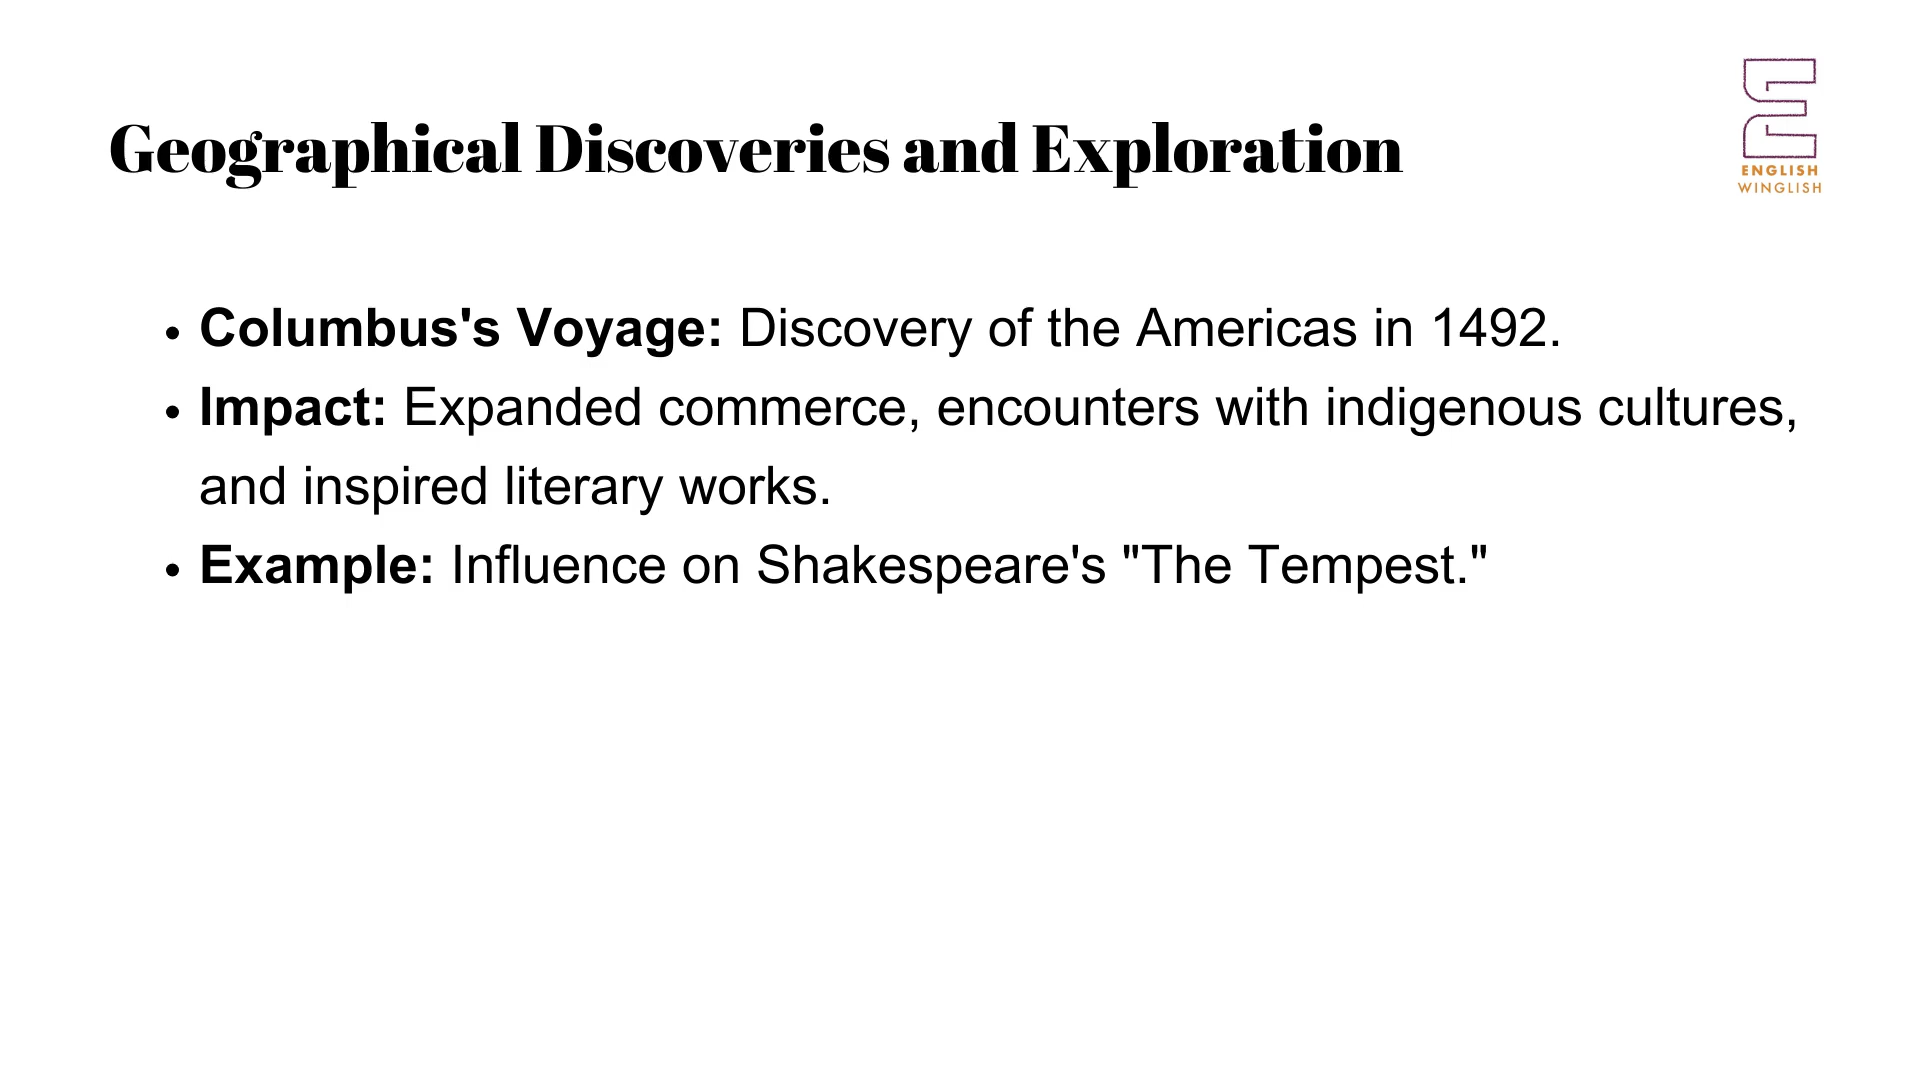 Geographical Discoveries and Exploration
ENGLISH
WINGLISH
• Columbus's Voyage: Discovery of the Americas in 1492.
• Impact: Expanded commerce, encounters with indigenous cultures,
and inspired literary works.
• Example: Influence on Shakespeare's "The Tempest."